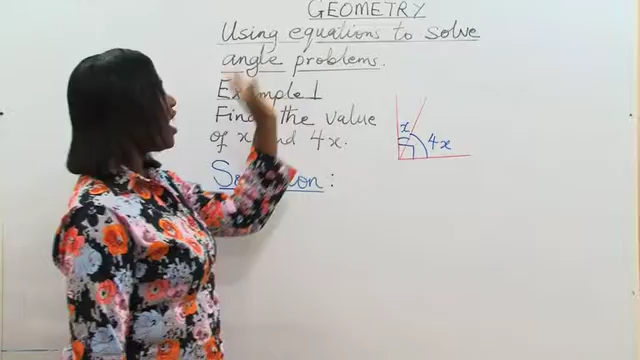 GEOMETRY
Using equations to solve
angle problems.
Example 1
Find the value
of x and 4x.
Solution:
x
4x